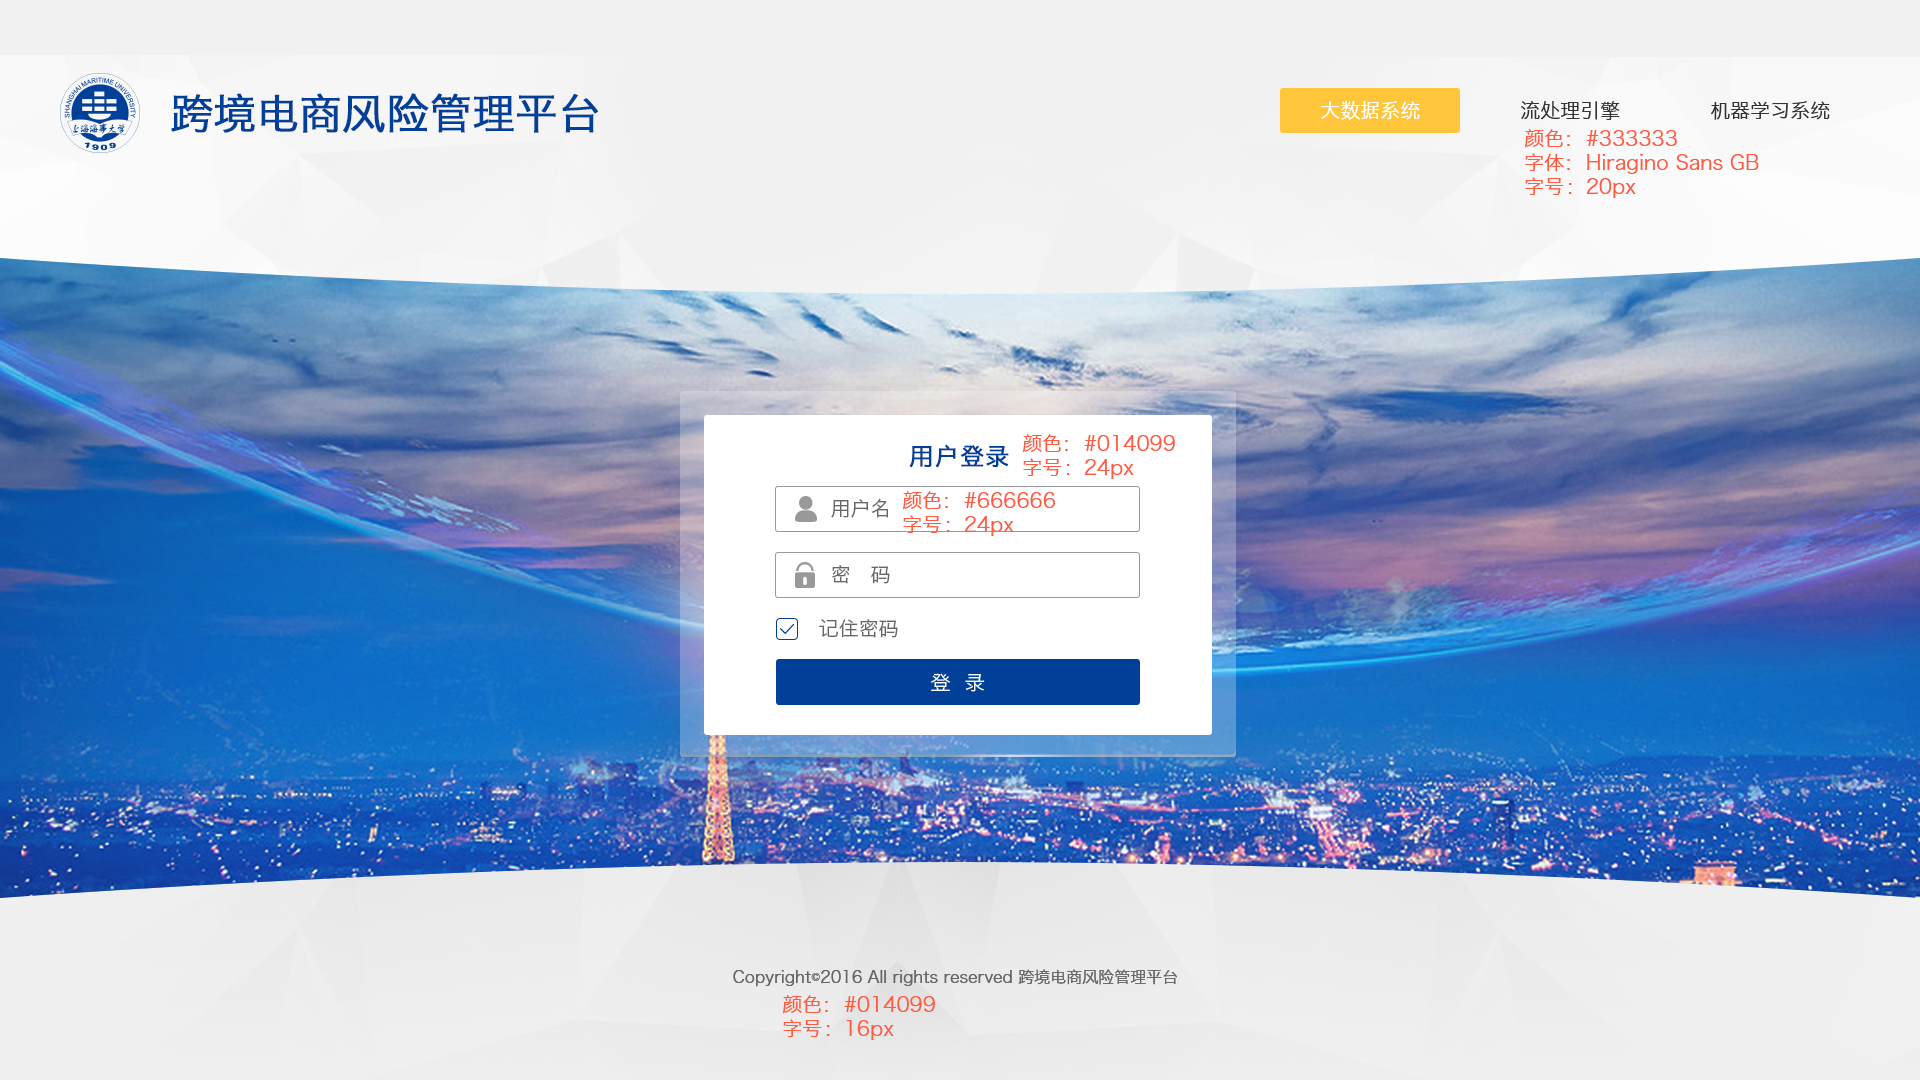 SHANGHAI MARITIME UNIVERSITY
上海海事大学
1909
跨境电商风险管理平台
大数据系统
流处理引擎
机器学习系统
颜色：#333333
字体：Hiragino Sans GB
字号：20px
用户登录
颜色：#014099
字号：24px
用户名
颜色：#666666
字号：24px
密 码
记住密码
登 录
Copyright©2016 All rights reserved 跨境电商风险管理平台
颜色：#014099
字号：16px